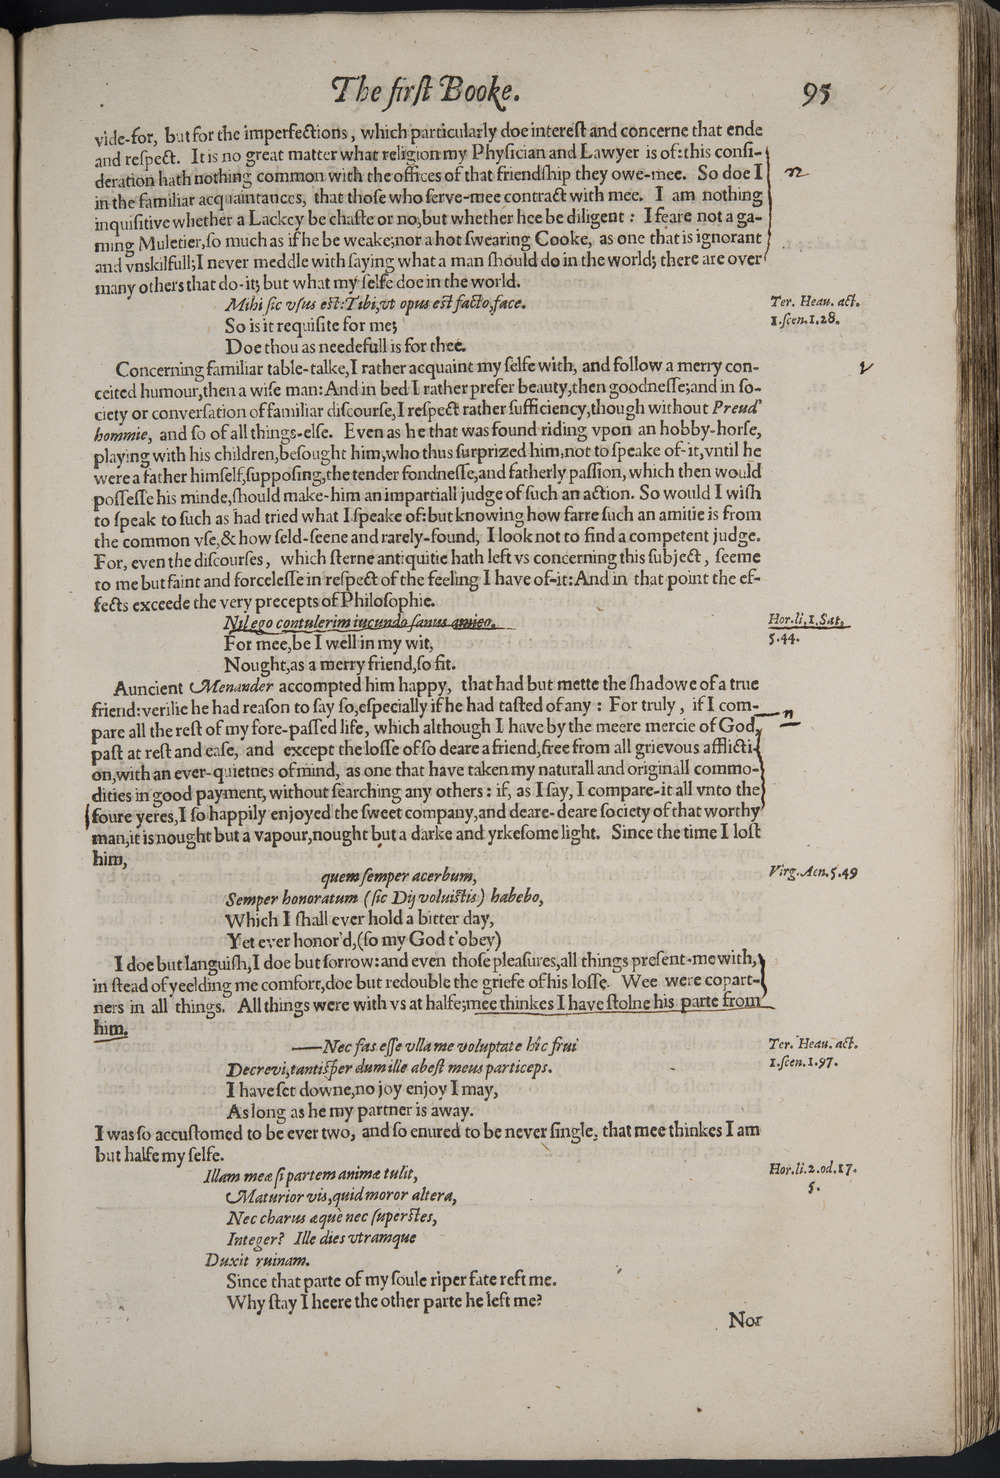 The firſt Booke. 95
vide-for, but for the imperfections, which particularly doe intereſt and concerne that ende
and reſpect. It is no great matter what religion my Phyſician and Lawyer is of: this conſi-
deration hath nothing common with the offices of that friendſhip they owe-mee. So doe I
n
in the familiar acquaintances, that thoſe who ſerve-mee contract with mee. I am nothing
inquiſitive whether a Lackey be chaſte or no, but whether hee be diligent: I feare not a ga-
ming Muletier, ſo much as if he be weake; nor a hot ſwearing Cooke, as one that is ignorant
and vnskilfull; I never meddle with ſaying what a man ſhould do in the world; there are over
many others that do-it; but what my ſelfe doe in the world.
Mihi ſic vſus eſt: Tibi, vt opus eſt facto, face.
Ter. Heau. act.
1. ſcen. 1. 28.
So is it requiſite for me;
Doe thou as needefull is for thee.
Concerning familiar table-talke, I rather acquaint my ſelfe with, and follow a merry con-
ceited humour, then a wiſe man: And in bed I rather prefer beauty, then goodneſſe; and in ſo-
ciety or converſation of familiar diſcourſe, I reſpect rather ſufficiency, though without Preud'
hommie, and ſo of all things-elſe. Even as he that was found riding vpon an hobby-horſe,
playing with his children, beſought him, who thus ſurprized him, not to ſpeake of-it, vntil he
were a father himſelf, ſuppoſing, the tender fondneſſe, and fatherly paſſion, which then would
poſſeſſe his minde, ſhould make-him an impartiall judge of ſuch an action. So would I wiſh
to ſpeak to ſuch as had tried what I ſpeake of: but knowing how farre ſuch an amitie is from
the common vſe, & how ſeld-ſeene and rarely-found, I look not to find a competent judge.
For, even the diſcourſes, which ſterne antiquitie hath left vs concerning this ſubject, ſeeme
to me but faint and forceleſſe in reſpect of the feeling I have of-it: And in that point the ef-
fects exceede the very precepts of Philoſophie.
Nil ego contulerim iucundo ſanus amico.
Hor. li. 1. Sat.
5. 44.
For mee, be I well in my wit,
Nought, as a merry friend, ſo fit.
Auncient Menander accompted him happy, that had but mette the ſhadowe of a true
friend: verilie he had reaſon to ſay ſo, eſpecially if he had taſted of any: For truly, if I com-
n
pare all the reſt of my fore-paſſed life, which although I have by the meere mercie of God,
paſt at reſt and eaſe, and except the loſſe of ſo deare a friend, free from all grievous afflicti-
on, with an ever-quietnes of mind, as one that have taken my naturall and originall commo-
dities in good payment, without ſearching any others: if, as I ſay, I compare-it all vnto the
foure yeres, I ſo happily enjoyed the ſweet company, and deare-deare ſociety of that worthy
man, it is nought but a vapour, nought but a darke and yrkeſome light. Since the time I loſt
him,
quem ſemper acerbum,
Virg. Aen. 5. 49
Semper honoratum (ſic Dij voluiſtis) habebo,
Which I ſhall ever hold a bitter day,
Yet ever honor'd, (ſo my God t'obey)
I doe but languiſh, I doe but ſorrow: and even thoſe pleaſures, all things preſent-me with,
in ſtead of yeelding me comfort, doe but redouble the griefe of his loſſe. Wee were copart-
ners in all things. All things were with vs at halfe; mee thinkes I have ſtolne his parte from
him.
—Nec fas eſſe vlla me voluptate hîc frui
Ter. Heau. act.
1. ſcen. 1. 97.
Decrevi, tantiſper dum ille abeſt meus particeps.
I have ſet downe, no joy enjoy I may,
As long as he my partner is away.
I was ſo accuſtomed to be ever two, and ſo enured to be never ſingle, that mee thinkes I am
but halfe my ſelfe.
Illam meæ ſi partem animæ tulit,
Hor. li. 2. od. 17.
5.
Maturior vis, quid moror altera,
Nec charus æquè nec ſuperſtes,
Integer? Ille dies vtramque
Duxit ruinam.
Since that parte of my ſoule riper fate reft me.
Why ſtay I heere the other parte he left me?
Nor